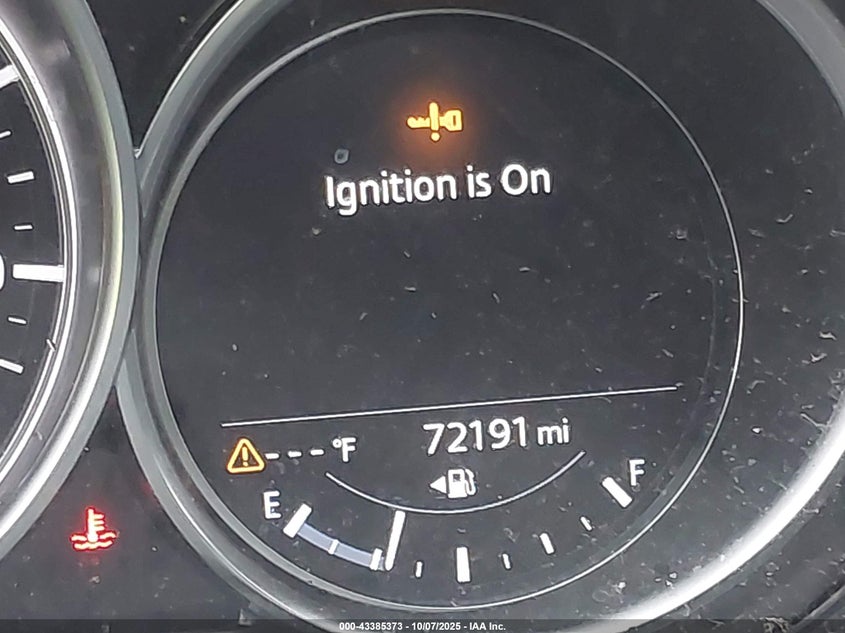 Ignition is On
---°F 72191 mi
E F
000-43385373 - 10/07/2025 - IAA Inc.